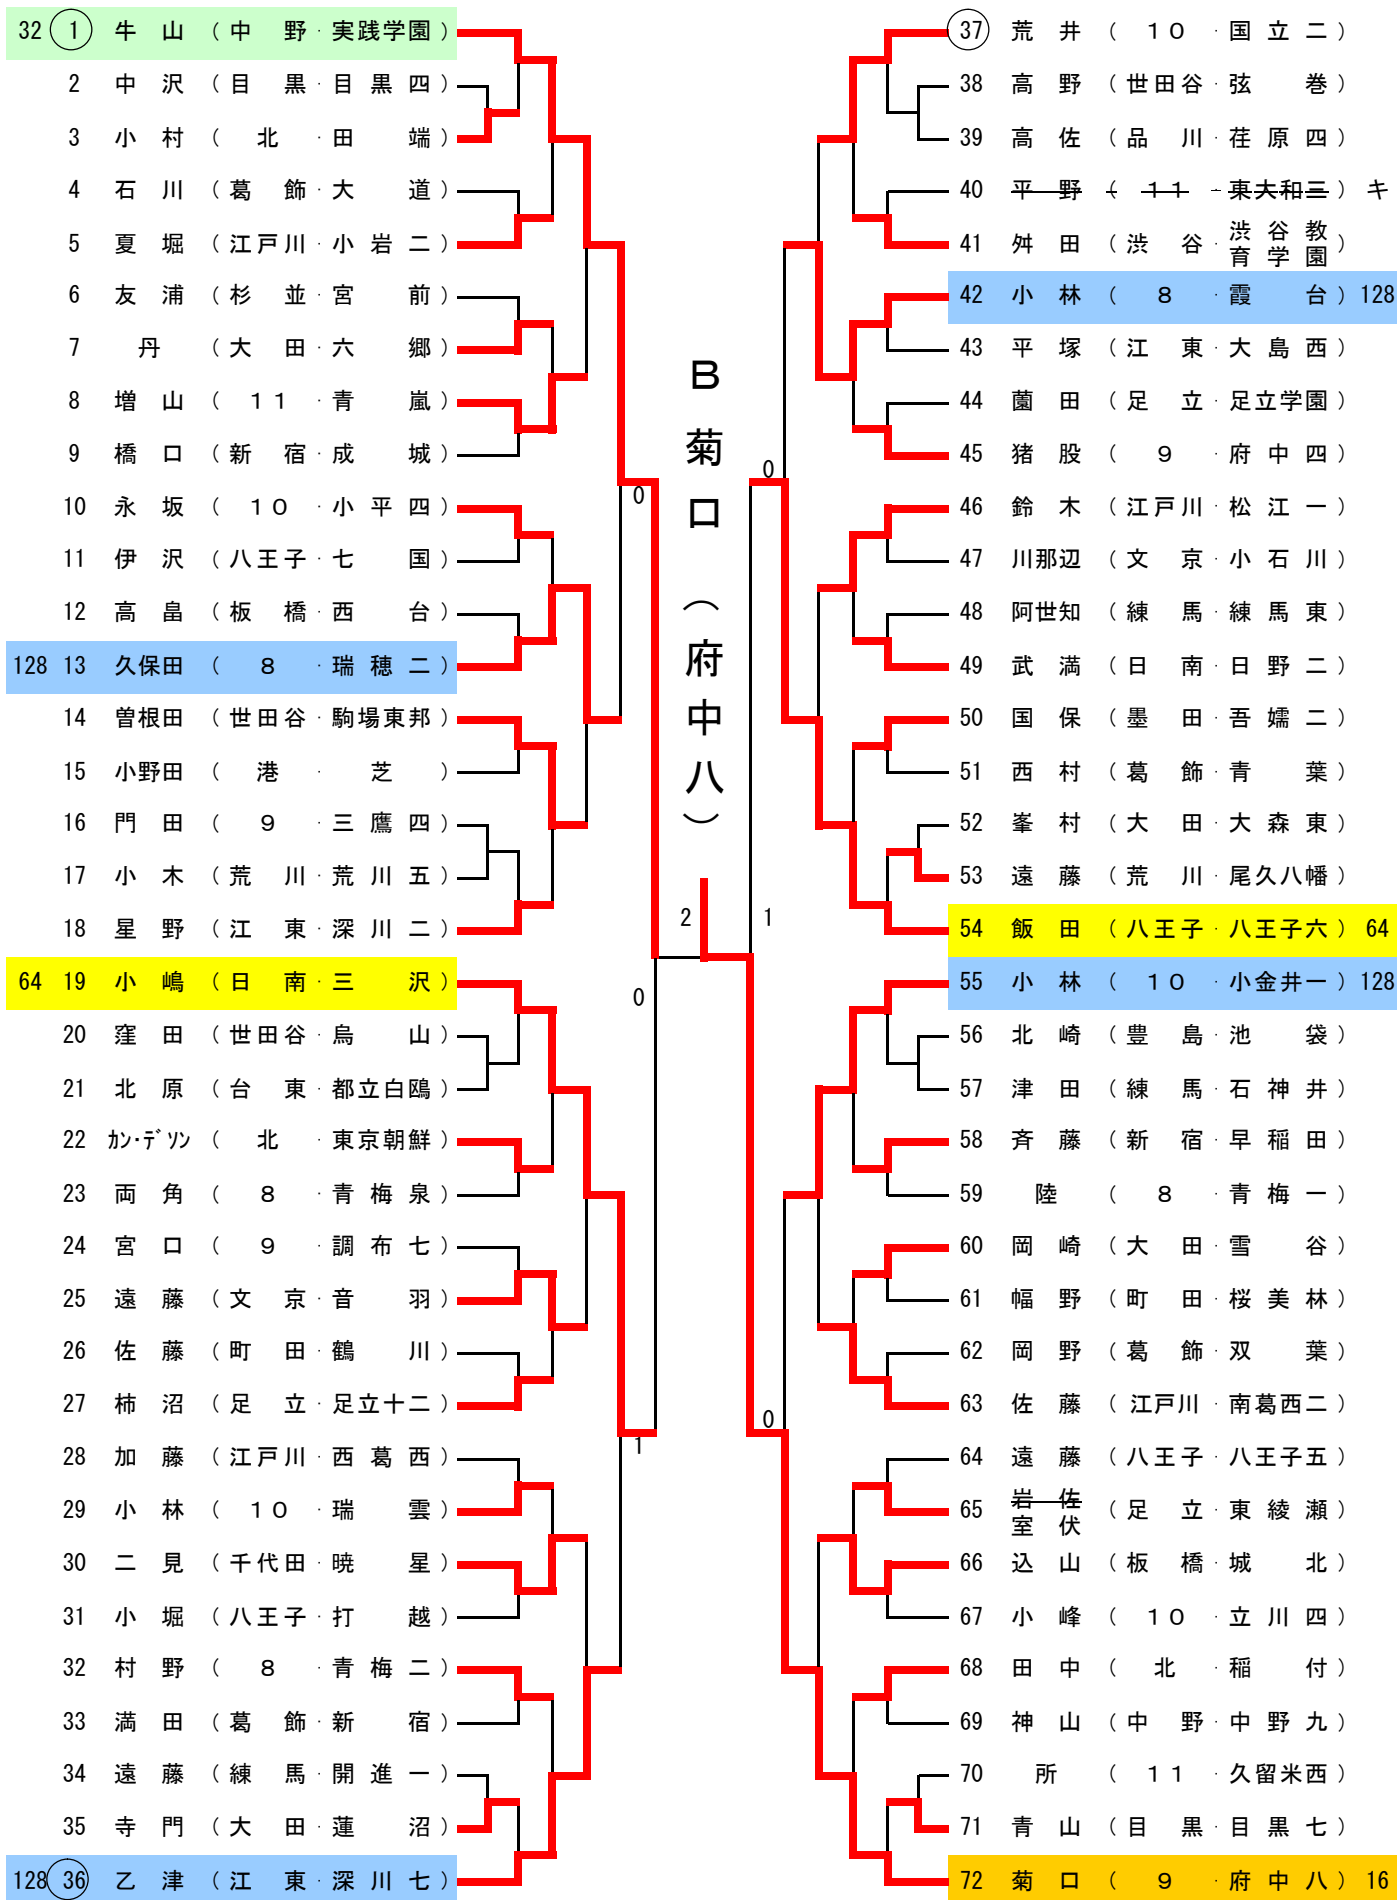 32 1 牛山 (中野・実践学園)
2 中沢 (目黒・目黒四)
3 小村 (北・田端)
4 石川 (葛飾・大道)
5 夏堀 (江戸川・小岩二)
6 友浦 (杉並・宮前)
7 丹 (大田・六郷)
8 増山 (11・青嵐)
9 橋口 (新宿・成城)
10 永坂 (10・小平四)
11 伊沢 (八王子・七国)
12 高畠 (板橋・西台)
128 13 久保田 (8・瑞穂二)
14 曽根田 (世田谷・駒場東邦)
15 小野田 (港・芝)
16 門田 (9・三鷹四)
17 小木 (荒川・荒川五)
18 星野 (江東・深川二)
64 19 小嶋 (日南・三沢)
20 窪田 (世田谷・烏山)
21 北原 (台東・都立白鴎)
22 カン・デソン (北・東京朝鮮)
23 両角 (8・青梅泉)
24 宮口 (9・調布七)
25 遠藤 (文京・音羽)
26 佐藤 (町田・鶴川)
27 柿沼 (足立・足立十二)
28 加藤 (江戸川・西葛西)
29 小林 (10・瑞雲)
30 二見 (千代田・暁星)
31 小堀 (八王子・打越)
32 村野 (8・青梅二)
33 満田 (葛飾・新宿)
34 遠藤 (練馬・開進一)
35 寺門 (大田・蓮沼)
128 36 乙津 (江東・深川七)
0
0
1
B菊口(府中八)
2
1
0
0
37 荒井 (10・国立二)
38 高野 (世田谷・弦巻)
39 高佐 (品川・荏原四)
40 平野 (11・東大和三) キ
41 舛田 (渋谷・渋谷教育学園)
42 小林 (8・霞台) 128
43 平塚 (江東・大島西)
44 薗田 (足立・足立学園)
45 猪股 (9・府中四)
46 鈴木 (江戸川・松江一)
47 川那辺 (文京・小石川)
48 阿世知 (練馬・練馬東)
49 武満 (日南・日野二)
50 国保 (墨田・吾嬬二)
51 西村 (葛飾・青葉)
52 峯村 (大田・大森東)
53 遠藤 (荒川・尾久八幡)
54 飯田 (八王子・八王子六) 64
55 小林 (10・小金井一) 128
56 北崎 (豊島・池袋)
57 津田 (練馬・石神井)
58 斉藤 (新宿・早稲田)
59 陸 (8・青梅一)
60 岡崎 (大田・雪谷)
61 幅野 (町田・桜美林)
62 岡野 (葛飾・双葉)
63 佐藤 (江戸川・南葛西二)
64 遠藤 (八王子・八王子五)
65 岩佐 室伏 (足立・東綾瀬)
66 込山 (板橋・城北)
67 小峰 (10・立川四)
68 田中 (北・稲付)
69 神山 (中野・中野九)
70 所 (11・久留米西)
71 青山 (目黒・目黒七)
72 菊口 (9・府中八) 16